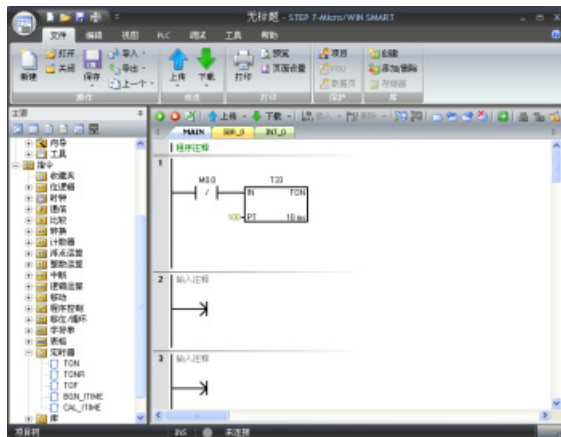 无标题 - STEP 7-Micro/WIN SMART
文件 编辑 视图 PLC 调试 工具 帮助
新建
打开
关闭
保存
导入
导出
上一个
操作
上传
下载
传送
打印
预览
页面设置
打印
项目
POU
数据页
保护
创建
添加/删除
存储器
库
主要
上传 下载 插入 删除
MAIN SBR_0 INT_0
向导
工具
指令
收藏夹
位逻辑
时钟
通信
比较
转换
计数器
浮点运算
整数运算
中断
逻辑运算
移动
程序控制
移位/循环
字符串
表格
定时器
TON
TONR
TOF
BGN_ITIME
CAL_ITIME
库
程序注释
1
M0.0 T33
IN TON
100 PT 10 ms
2 输入注释
3 输入注释
项目树
INS 未连接